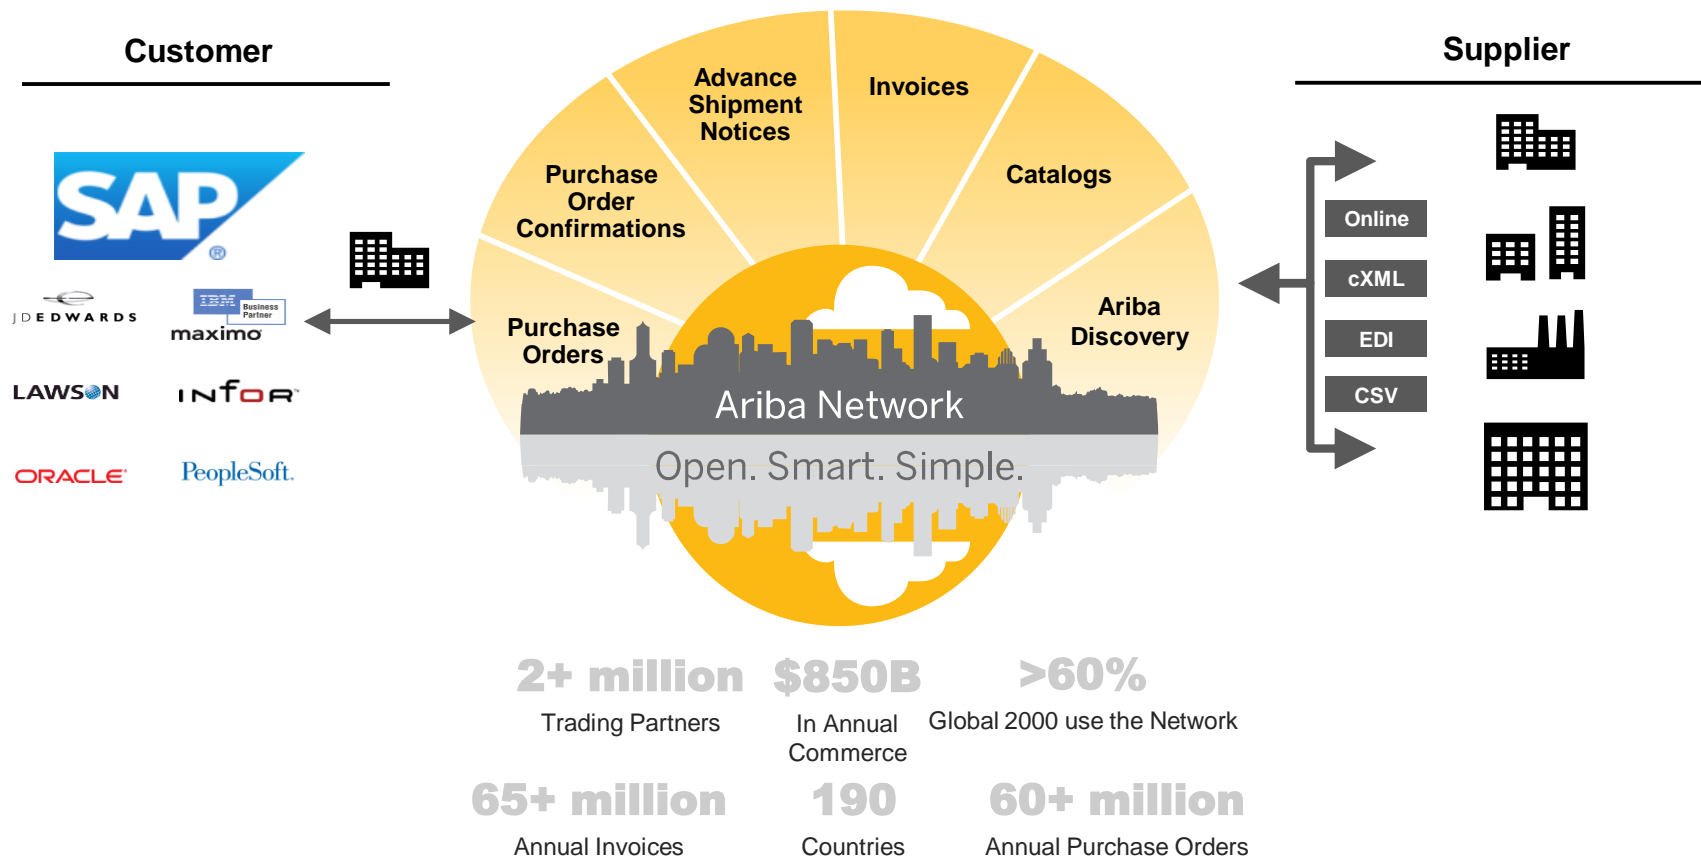 Customer
Supplier
SAP
®
JDEDWARDS
IBM
Business
Partner
maximo
LAWSON
INFOR™
ORACLE®
PeopleSoft.
Purchase
Orders
Purchase
Order
Confirmations
Advance
Shipment
Notices
Invoices
Catalogs
Ariba
Discovery
Ariba Network
Open. Smart. Simple.
Online
cXML
EDI
CSV
2+ million
Trading Partners
$850B
In Annual
Commerce
>60%
Global 2000 use the Network
65+ million
Annual Invoices
190
Countries
60+ million
Annual Purchase Orders